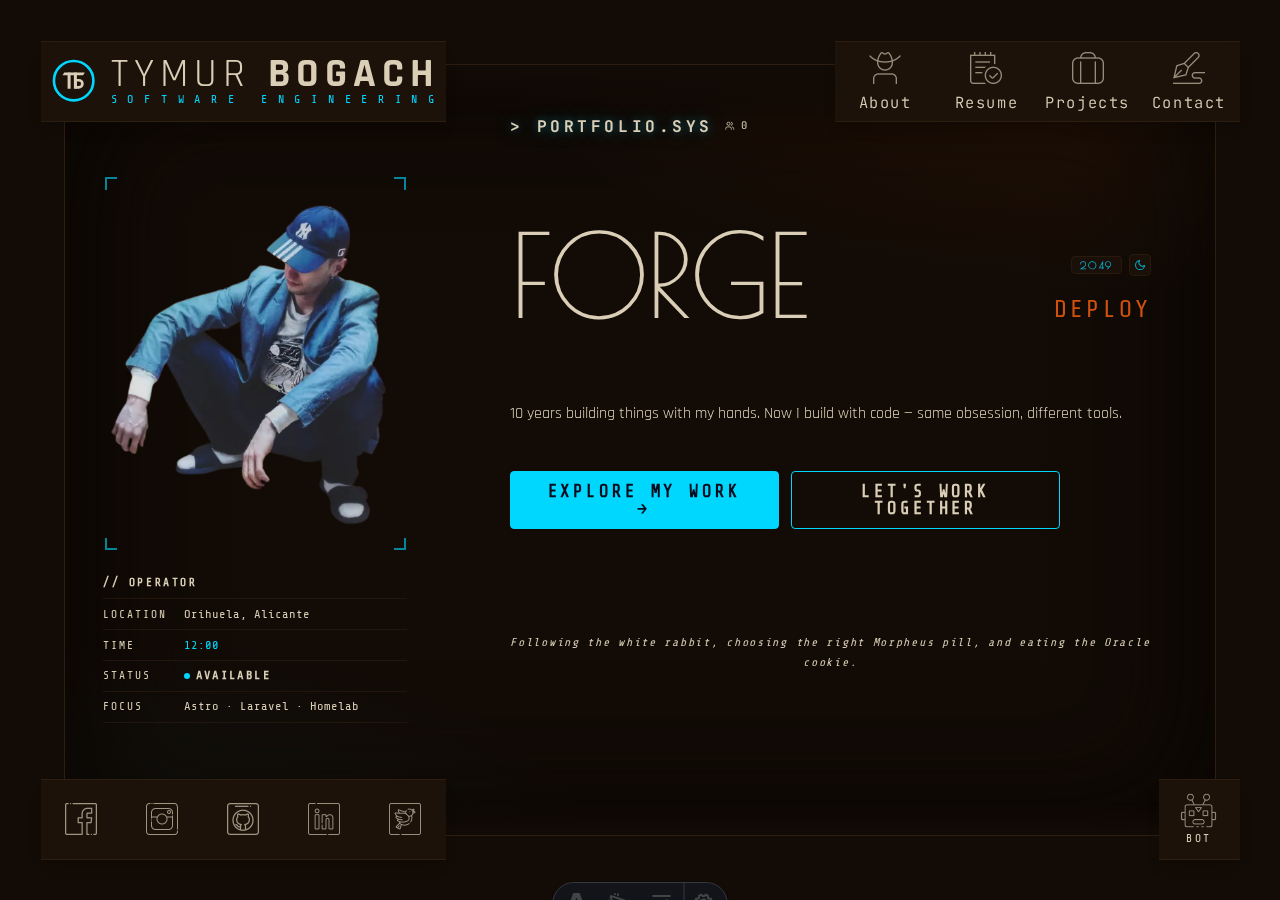 TYMUR BOGACH
SOFTWARE ENGINEERING
About Resume Projects Contact
> PORTFOLIO.SYS 0
FORGE
2049
DEPLOY
10 years building things with my hands. Now I build with code — same obsession, different tools.
EXPLORE MY WORK
→
LET'S WORK
TOGETHER
// OPERATOR
LOCATION Orihuela, Alicante
TIME 12:00
STATUS AVAILABLE
FOCUS Astro · Laravel · Homelab
Following the white rabbit, choosing the right Morpheus pill, and eating the Oracle
cookie.
BOT